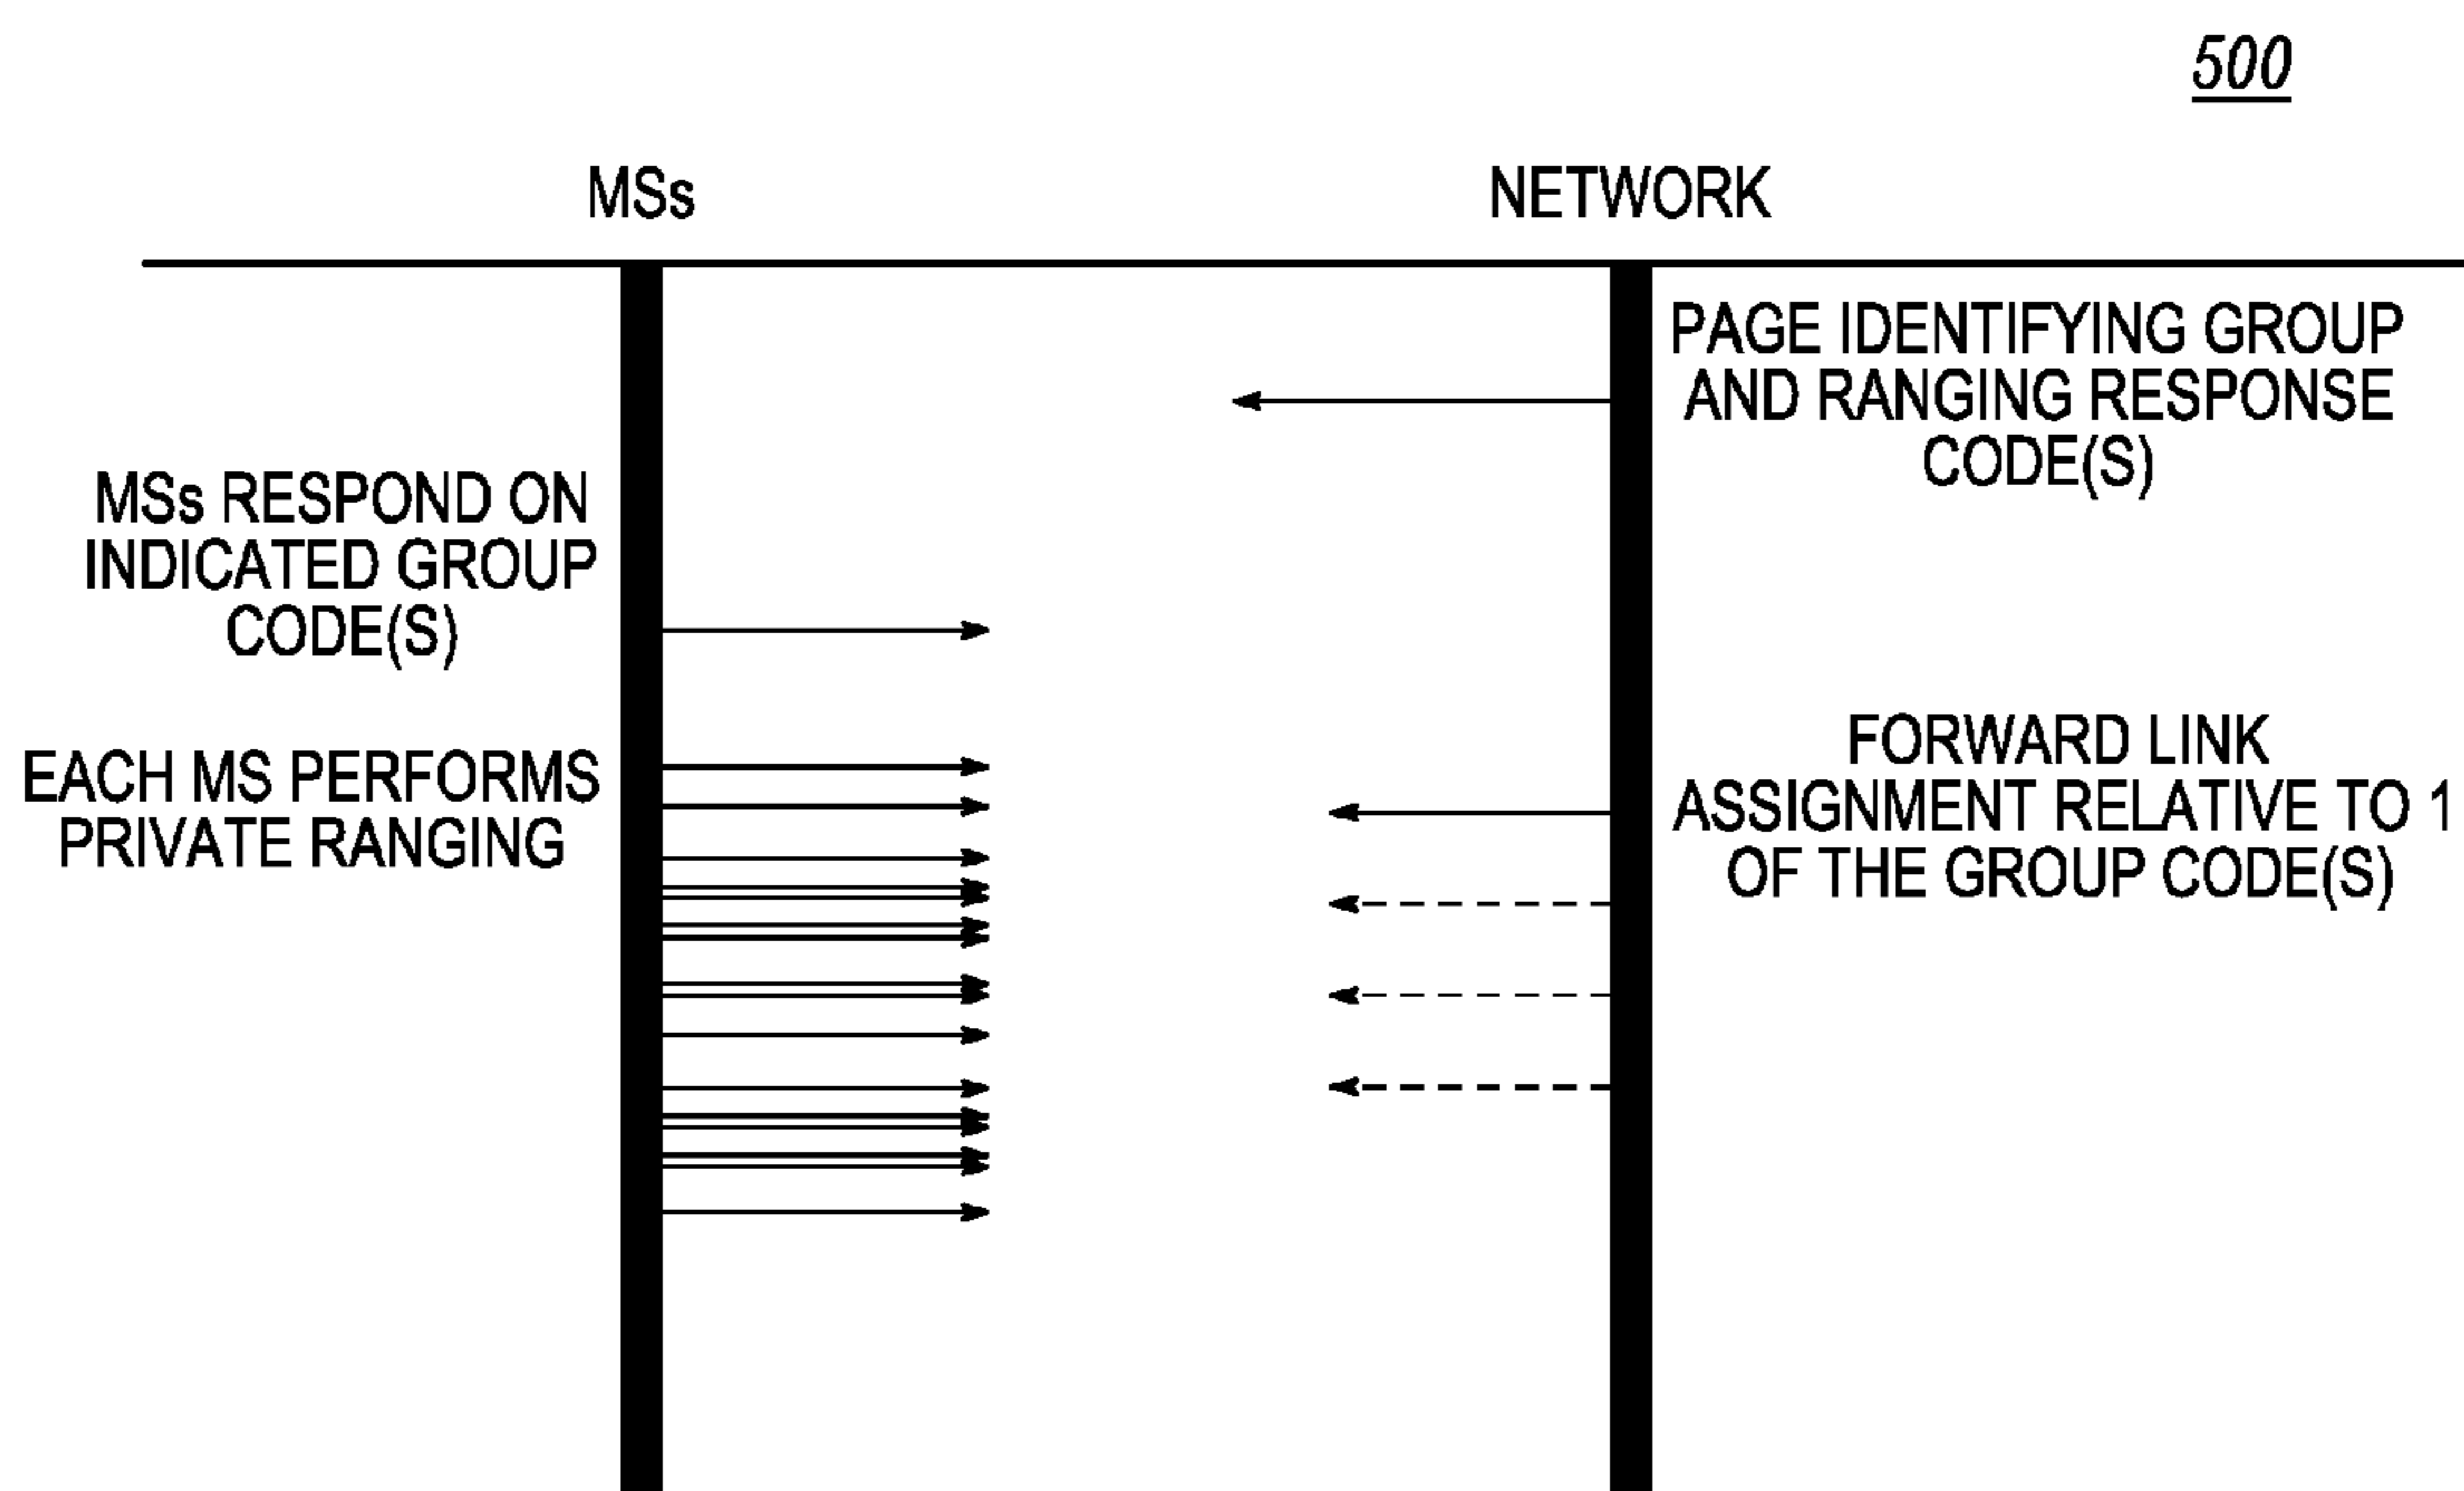 500
MSs
NETWORK
PAGE IDENTIFYING GROUP
AND RANGING RESPONSE
CODE(S)
MSs RESPOND ON
INDICATED GROUP
CODE(S)
EACH MS PERFORMS
PRIVATE RANGING
FORWARD LINK
ASSIGNMENT RELATIVE TO 1
OF THE GROUP CODE(S)